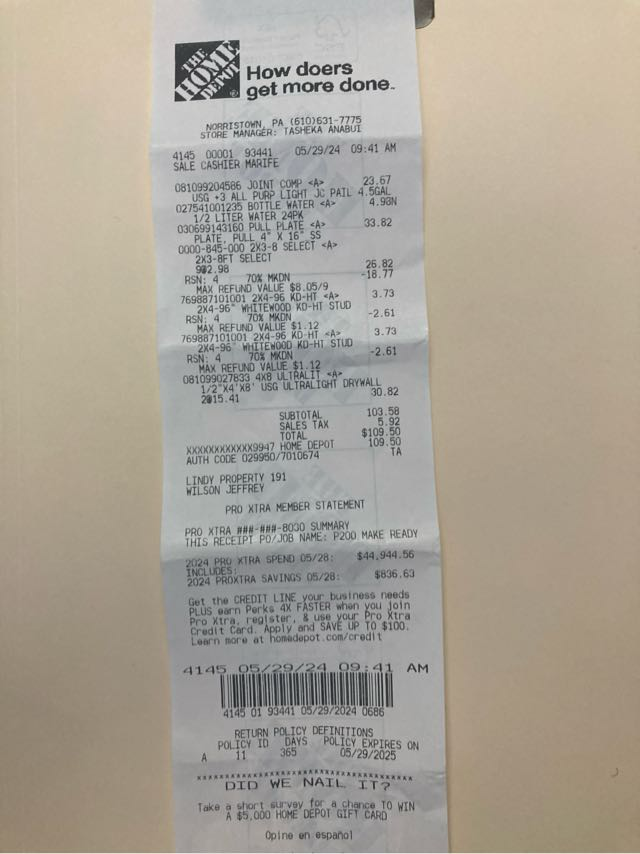 THE
HOME
DEPOT
How doers
get more done.
NORRISTOWN, PA (610)631-7775
STORE MANAGER: TASHEKA ANABUI
4145 00001 93441 05/29/24 09:41 AM
SALE CASHIER MARIFE
081099204586 JOINT COMP <A> 23.67
USG +3 ALL PURP LIGHT JC PAIL 4.5GAL
027541001235 BOTTLE WATER <A> 4.98N
1/2 LITER WATER 24PK
030699143160 PULL PLATE <A> 33.82
PLATE, PULL 4" X 16" SS
0000-845-000 2X3-8 SELECT <A>
2X3-8FT SELECT
9@2.98 26.82
RSN: 4 70% MKDN -18.77
MAX REFUND VALUE $8.05/9
769887101001 2X4-96 KD-HT <A> 3.73
2X4-96" WHITEWOOD KD-HT STUD
RSN: 4 70% MKDN -2.61
MAX REFUND VALUE $1.12
769887101001 2X4-96 KD-HT <A> 3.73
2X4-96" WHITEWOOD KD-HT STUD
RSN: 4 70% MKDN -2.61
MAX REFUND VALUE $1.12
081099027833 4X8 ULTRALIT <A>
1/2"X4'X8' USG ULTRALIGHT DRYWALL
2@15.41 30.82
SUBTOTAL 103.58
SALES TAX 5.92
TOTAL $109.50
XXXXXXXXXXXX9947 HOME DEPOT 109.50
AUTH CODE 029950/7010674 TA
LINDY PROPERTY 191
WILSON JEFFREY
PRO XTRA MEMBER STATEMENT
PRO XTRA ###-###-8030 SUMMARY
THIS RECEIPT PO/JOB NAME: P200 MAKE READY
2024 PRO XTRA SPEND 05/28: $44,944.56
INCLUDES:
2024 PROXTRA SAVINGS 05/28: $836.63
Get the CREDIT LINE your business needs
PLUS earn Perks 4X FASTER when you join
Pro Xtra, register, & use your Pro Xtra
Credit Card. Apply and SAVE UP TO $100.
Learn more at homedepot.com/credit
4145 05/29/24 09:41 AM
4145 01 93441 05/29/2024 0686
RETURN POLICY DEFINITIONS
POLICY ID DAYS POLICY EXPIRES ON
A 11 365 05/29/2025
DID WE NAIL IT?
Take a short survey for a chance TO WIN
A $5,000 HOME DEPOT GIFT CARD
Opine en español